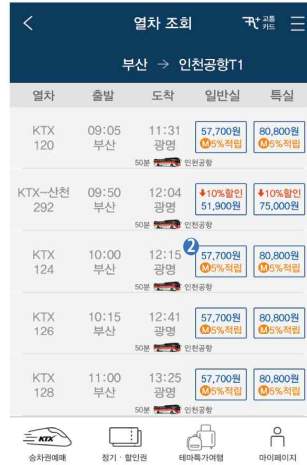 열차 조회
교통
카드
부산 → 인천공항T1
열차 출발 도착 일반실 특실
KTX 09:05 11:31 57,700원 80,800원
120 부산 광명 M5%적립 M5%적립
50분 인천공항
KTX-산천 09:50 12:04 10%할인 10%할인
292 부산 광명 51,900원 75,000원
50분 인천공항
KTX 10:00 12:15 2 57,700원 80,800원
124 부산 광명 M5%적립 M5%적립
50분 인천공항
KTX 10:15 12:41 57,700원 80,800원
126 부산 광명 M5%적립 M5%적립
50분 인천공항
KTX 11:00 13:25 57,700원 80,800원
128 부산 광명 M5%적립 M5%적립
50분 인천공항
KTX
승차권예매 정기 · 할인권 테마특가여행 마이페이지